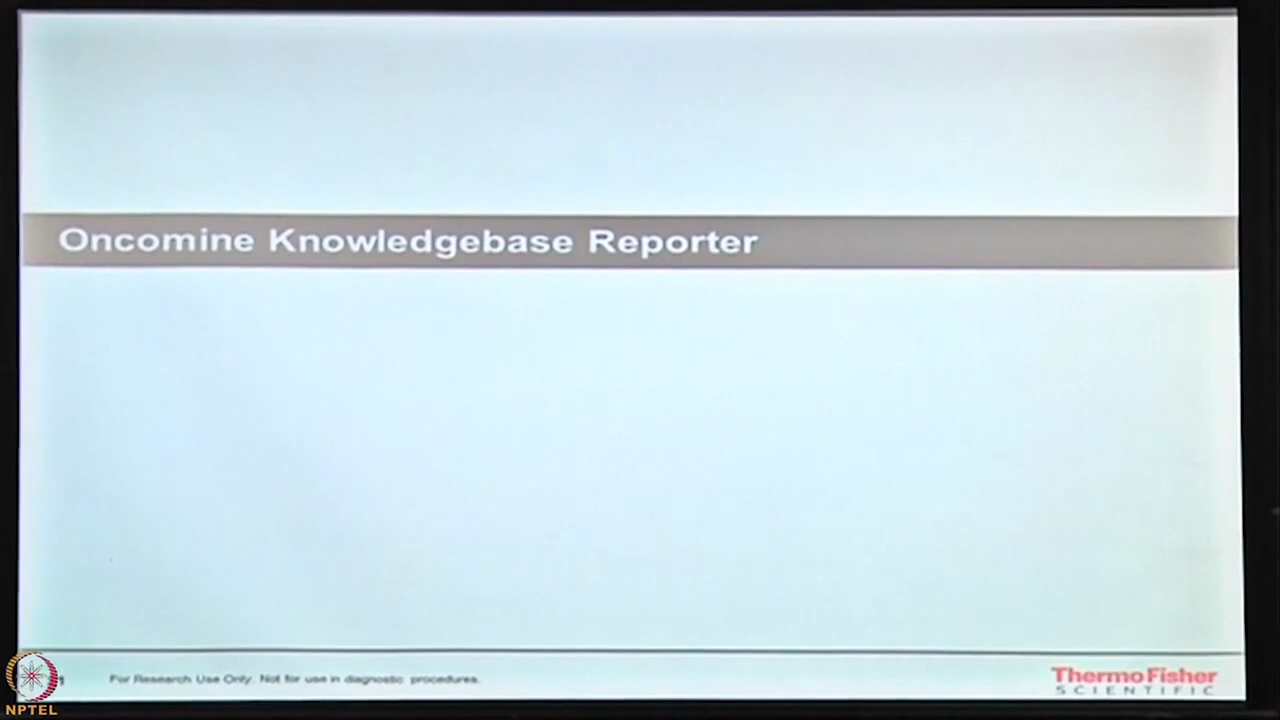 Oncomine Knowledgebase Reporter
For Research Use Only. Not for use in diagnostic procedures.
ThermoFisher
SCIENTIFIC
NPTEL